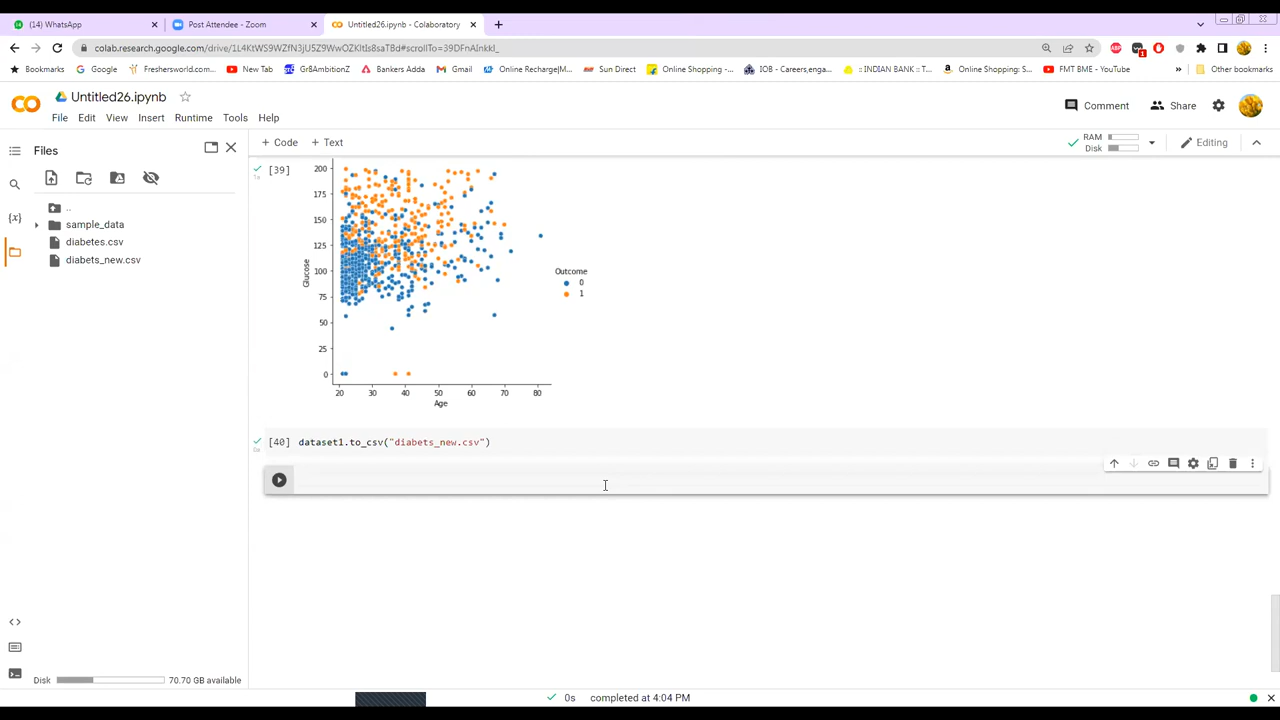 (14) WhatsApp
Post Attendee - Zoom
Untitled26.ipynb - Colaboratory
colab.research.google.com/drive/1L4KtWS9WZfN3jU5Z9WwOZKltIs8saTBd#scrollTo=39DFnAInkkl_
Bookmarks
Google
Freshersworld.com...
New Tab
Gr8AmbitionZ
Bankers Adda
Gmail
Online Recharge|M...
Sun Direct
Online Shopping -...
IOB - Careers,enga...
:: INDIAN BANK :: T...
Online Shopping: S...
FMT BME - YouTube
»
Other bookmarks
Untitled26.ipynb
Comment
Share
File
Edit
View
Insert
Runtime
Tools
Help
Files
+ Code
+ Text
RAM
Disk
Editing
..
sample_data
diabetes.csv
diabets_new.csv
{x}
[39]
1s
200
175
150
125
100
75
50
25
0
Glucose
20
30
40
50
60
70
80
Age
Outcome
0
1
[40]
dataset1.to_csv("diabets_new.csv")
0s
Disk
70.70 GB available
0s
completed at 4:04 PM